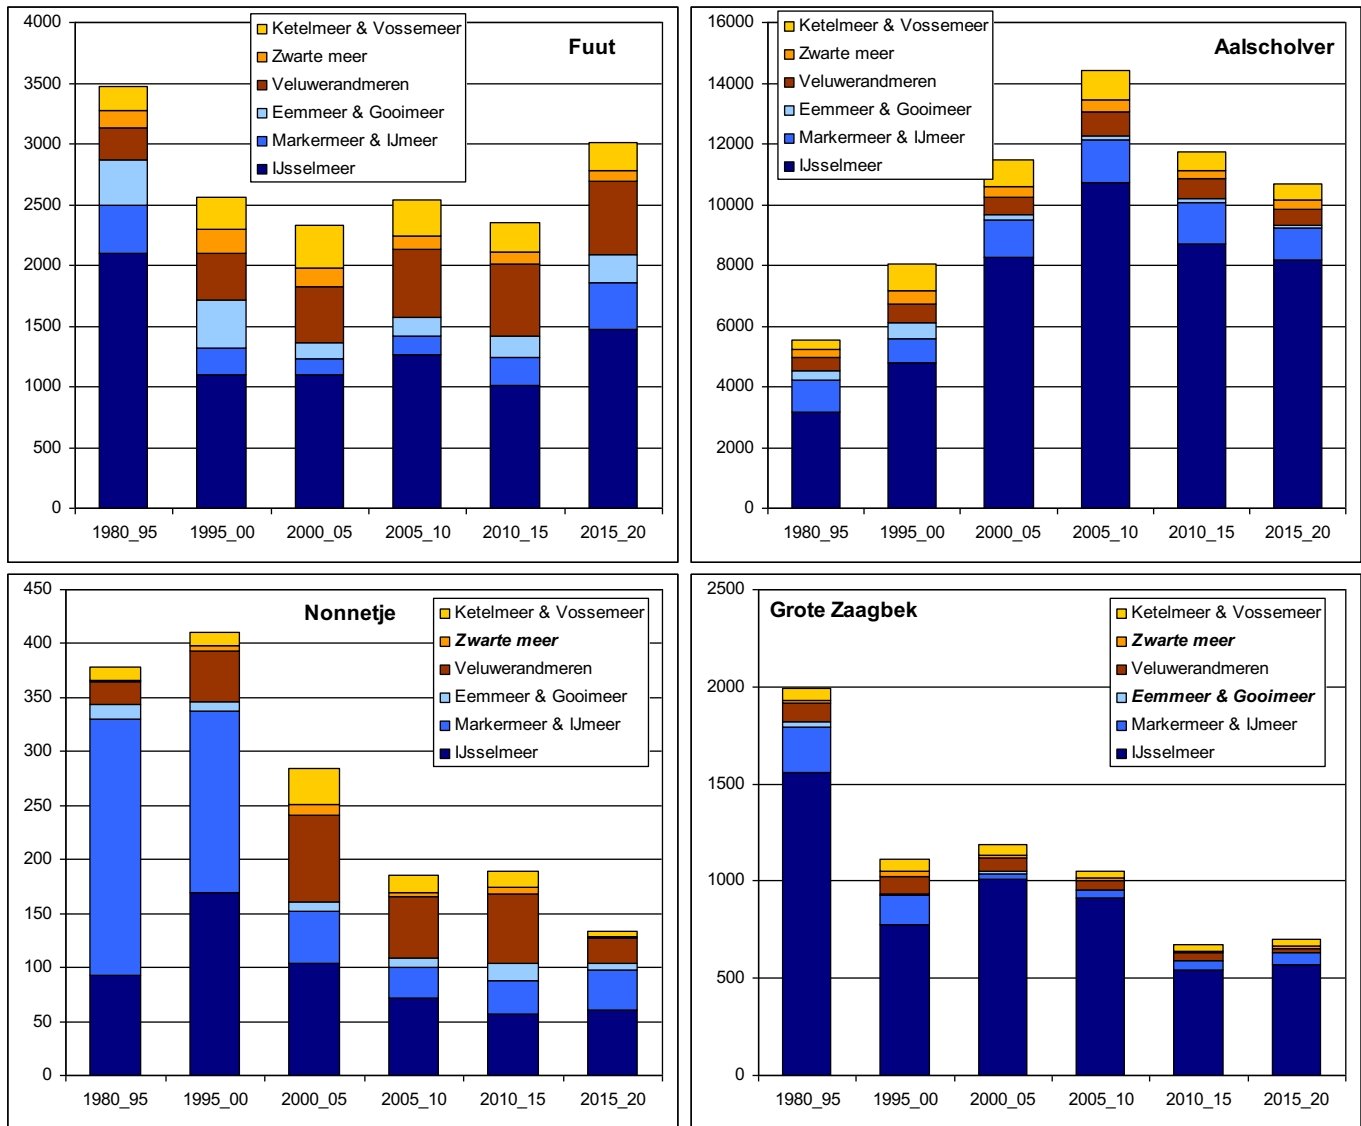 Fuut
4000
3500
3000
2500
2000
1500
1000
500
0
Ketelmeer & Vossemeer
Zwarte meer
Veluwerandmeren
Eemmeer & Gooimeer
Markermeer & IJmeer
IJsselmeer
1980_95 1995_00 2000_05 2005_10 2010_15 2015_20
Aalscholver
16000
14000
12000
10000
8000
6000
4000
2000
0
Ketelmeer & Vossemeer
Zwarte meer
Veluwerandmeren
Eemmeer & Gooimeer
Markermeer & IJmeer
IJsselmeer
1980_95 1995_00 2000_05 2005_10 2010_15 2015_20
Nonnetje
450
400
350
300
250
200
150
100
50
0
Ketelmeer & Vossemeer
Zwarte meer
Veluwerandmeren
Eemmeer & Gooimeer
Markermeer & IJmeer
IJsselmeer
1980_95 1995_00 2000_05 2005_10 2010_15 2015_20
Grote Zaagbek
2500
2000
1500
1000
500
0
Ketelmeer & Vossemeer
Zwarte meer
Veluwerandmeren
Eemmeer & Gooimeer
Markermeer & IJmeer
IJsselmeer
1980_95 1995_00 2000_05 2005_10 2010_15 2015_20